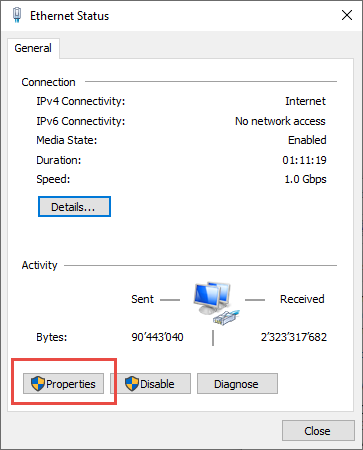 Ethernet Status
General
Connection
IPv4 Connectivity: Internet
IPv6 Connectivity: No network access
Media State: Enabled
Duration: 01:11:19
Speed: 1.0 Gbps
Details...
Activity
Sent Received
Bytes: 90’443’040 2’323’317’682
Properties Disable Diagnose
Close